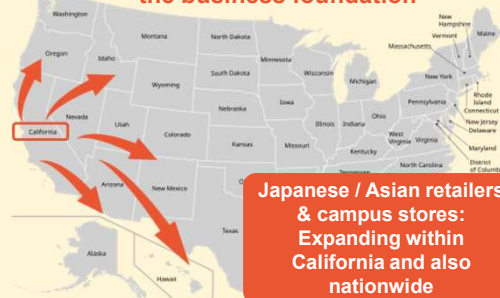 the business foundation
Washington
Oregon
California
Nevada
Idaho
Montana
Wyoming
Utah
Arizona
Colorado
New Mexico
North Dakota
South Dakota
Nebraska
Kansas
Texas
Minnesota
Iowa
Missouri
Wisconsin
Illinois
Michigan
Indiana
Ohio
Kentucky
West
Virginia
Virginia
North Carolina
Pennsylvania
New York
Vermont
New
Hampshire
Maine
Massachusetts
Rhode
Island
Connecticut
New Jersey
Delaware
Maryland
District
of Columb
Alaska
Hawaii
Japanese / Asian retailers
& campus stores:
Expanding within
California and also
nationwide